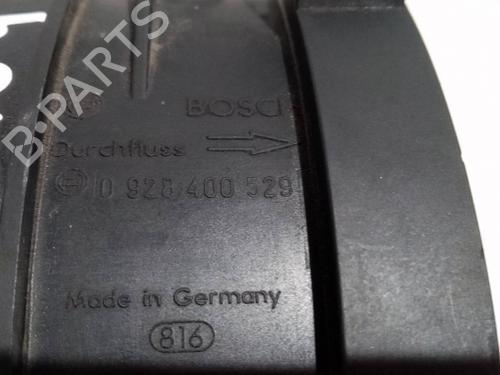 BOSCH
Durchfluss
0 928 400 529
Made in Germany
816
B·PARTS